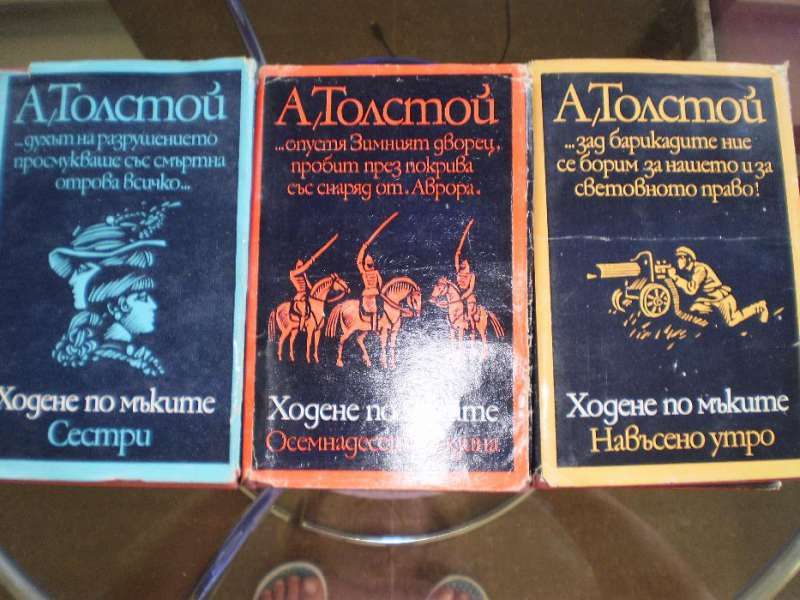 А. Толстой
...духът на разрушението
просмукваше със смъртна
отрова всичко...
Ходене по мъките
Сестри
А. Толстой
...опустя Зимният дворец,
пробит през покрива
със снаряд от „Аврора“.
Ходене по мъките
А. Толстой
...зад барикадите ние
се борим за нашето и за
световното право!
Ходене по мъките
Навъсено утро